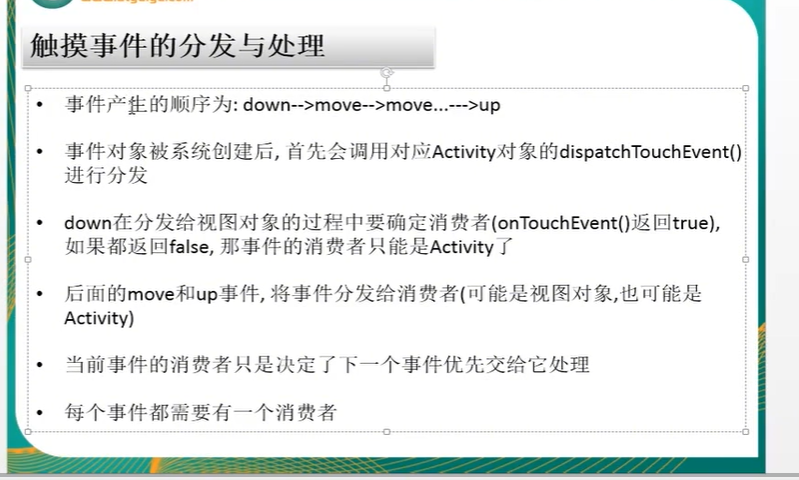 触摸事件的分发与处理
• 事件产生的顺序为: down-->move-->move...--->up
• 事件对象被系统创建后, 首先会调用对应Activity对象的dispatchTouchEvent()
进行分发
• down在分发给视图对象的过程中要确定消费者(onTouchEvent()返回true),
如果都返回false, 那事件的消费者只能是Activity了
• 后面的move和up事件, 将事件分发给消费者(可能是视图对象,也可能是
Activity)
• 当前事件的消费者只是决定了下一个事件优先交给它处理
• 每个事件都需要有一个消费者